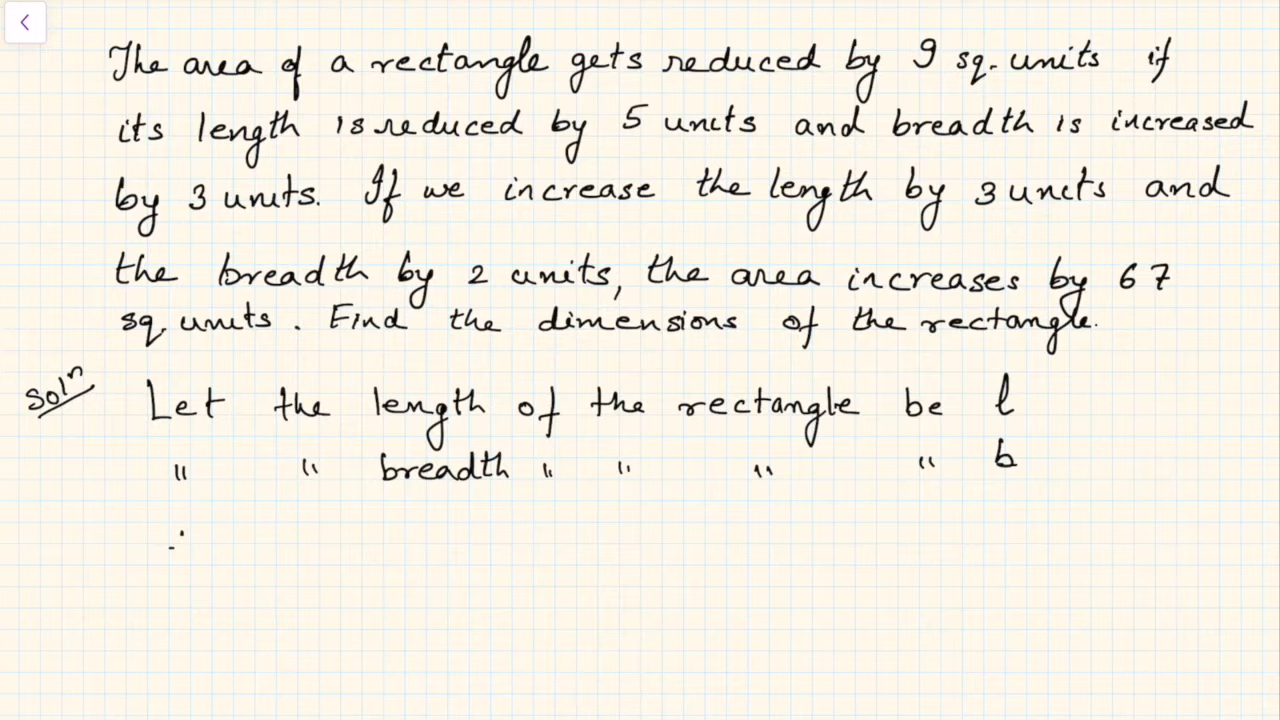 The area of a rectangle gets reduced by 9 sq. units if
its length is reduced by 5 units and breadth is increased
by 3 units. If we increase the length by 3 units and
the breadth by 2 units, the area increases by 67
sq. units. Find the dimensions of the rectangle.
Soln Let the length of the rectangle be l
" " breadth " " " " b